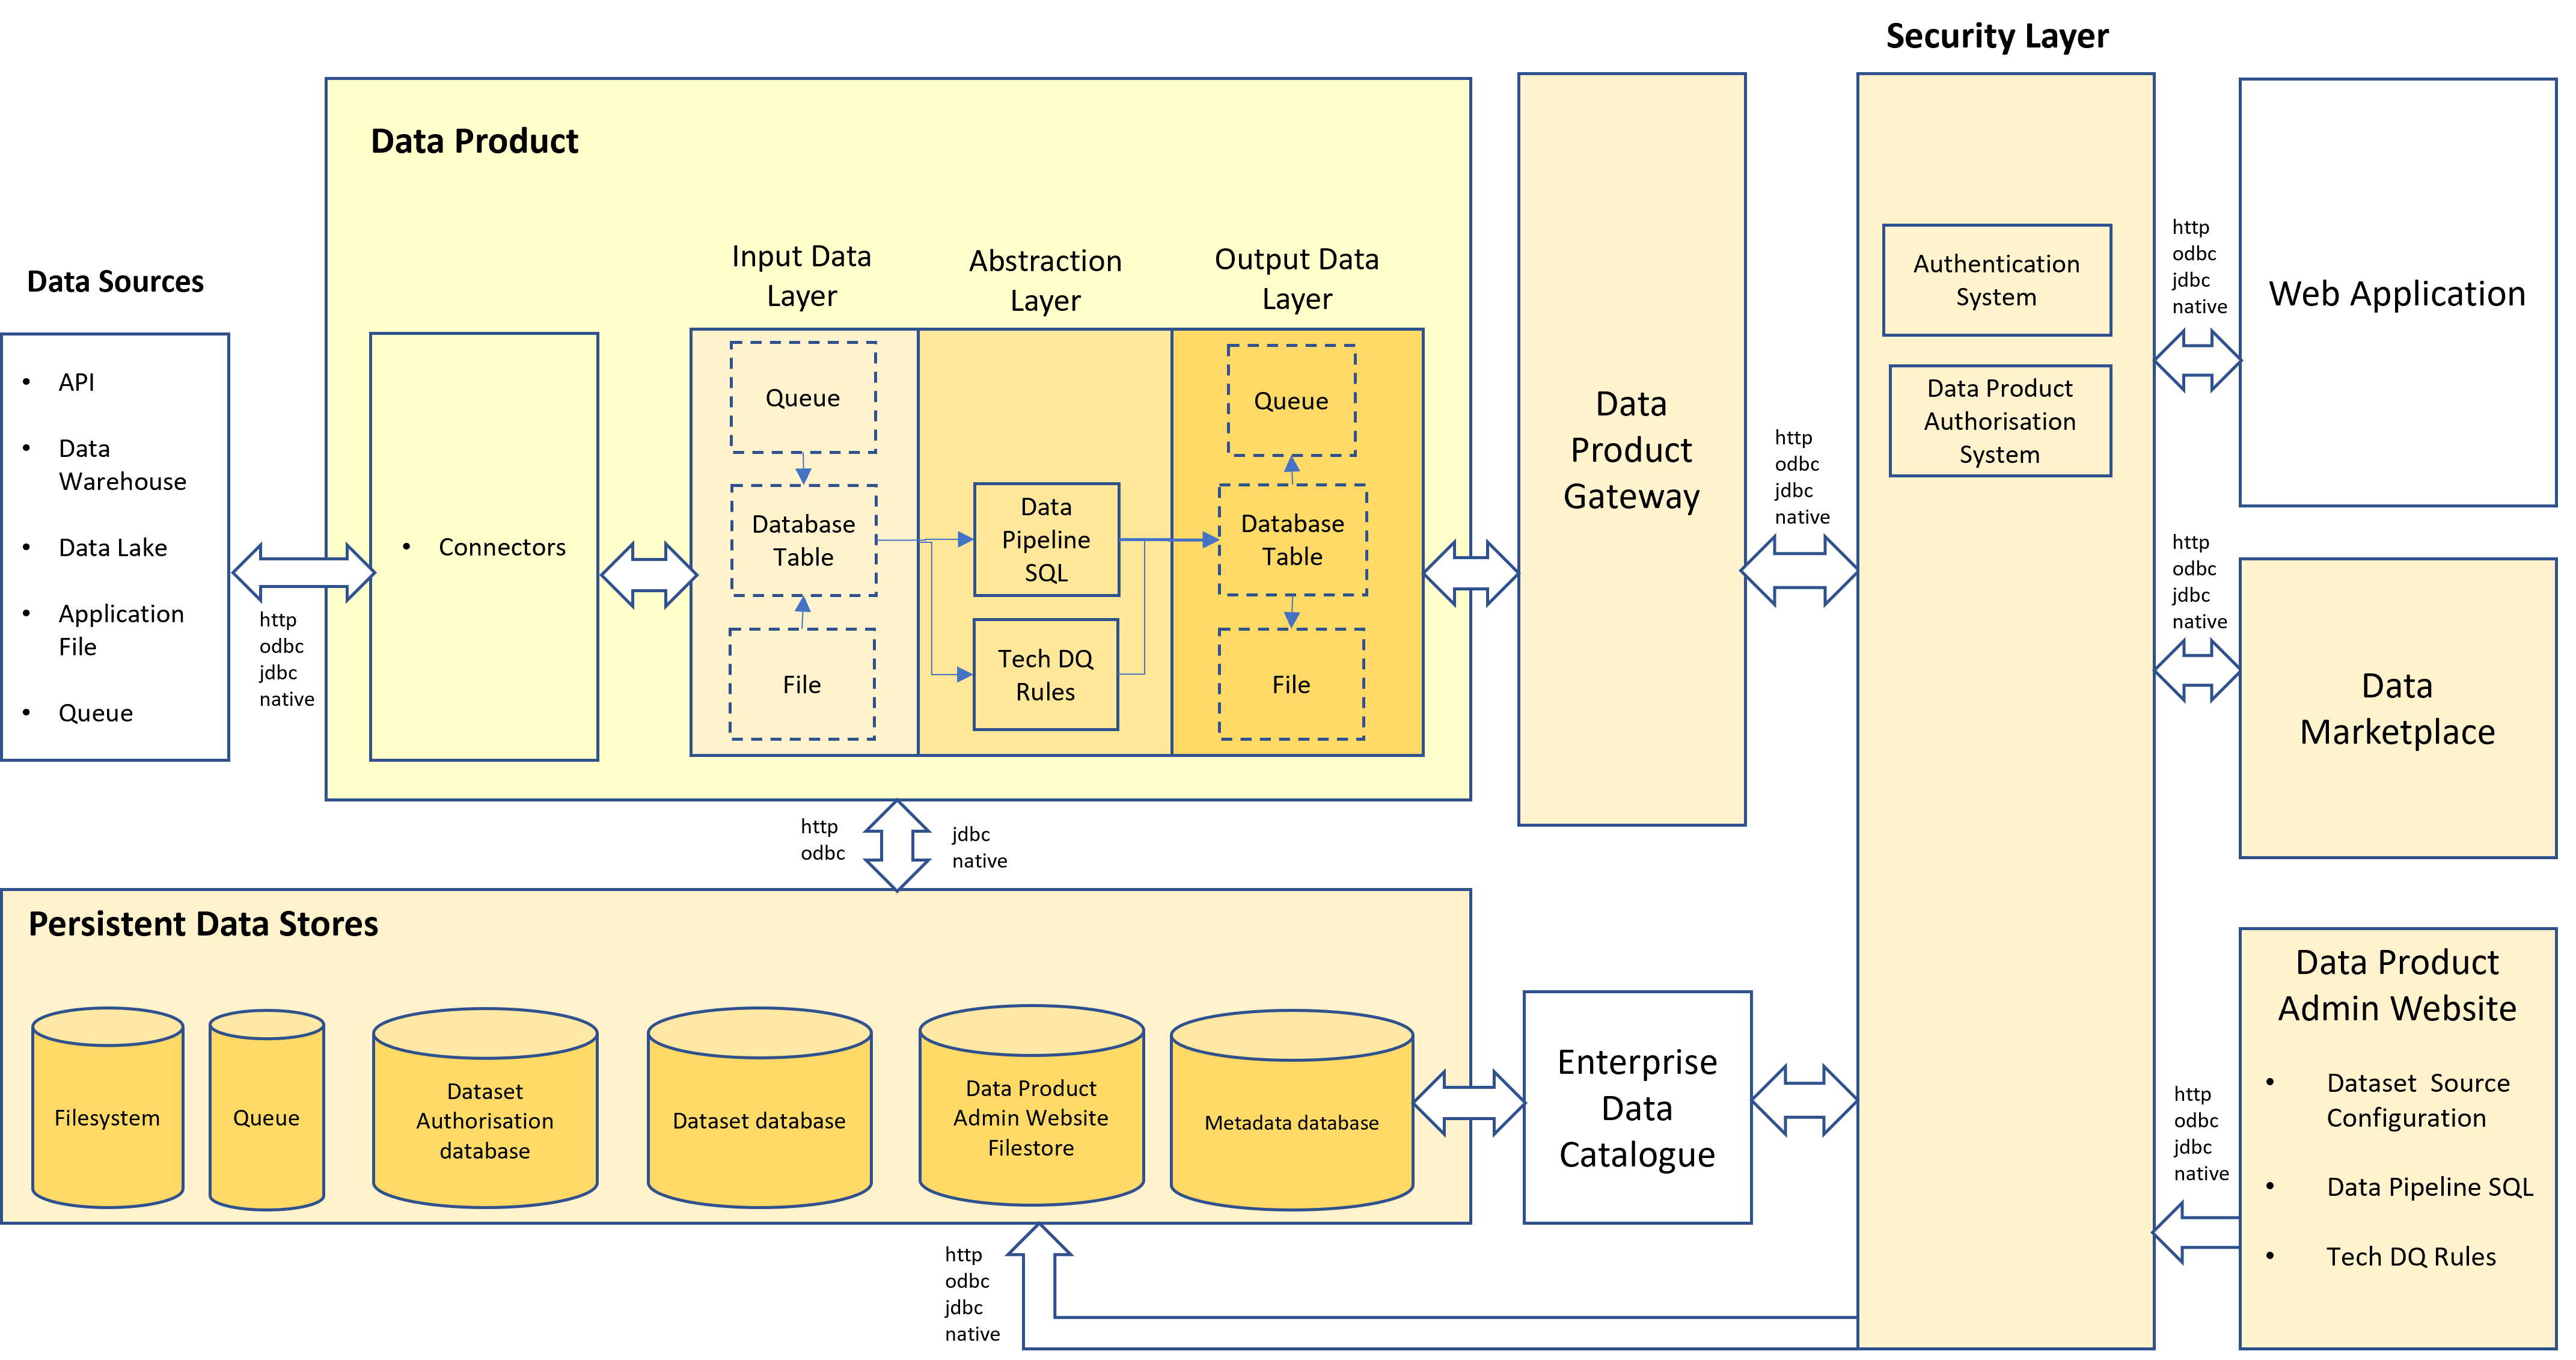 Security Layer
Data Product
Data Sources
• API
• Data
Warehouse
• Data Lake
• Application
File
• Queue
http
odbc
jdbc
native
• Connectors
Input Data
Layer
Abstraction
Layer
Output Data
Layer
Queue
Database
Table
File
Data
Pipeline
SQL
Tech DQ
Rules
Queue
Database
Table
File
Data
Product
Gateway
http
odbc
jdbc
native
Authentication
System
Data Product
Authorisation
System
http
odbc
jdbc
native
Web Application
http
odbc
jdbc
native
Data
Marketplace
http
odbc
jdbc
native
Persistent Data Stores
Filesystem
Queue
Dataset
Authorisation
database
Dataset database
Data Product
Admin Website
Filestore
Metadata database
Enterprise
Data
Catalogue
http
odbc
jdbc
native
Data Product
Admin Website
• Dataset Source
Configuration
• Data Pipeline SQL
• Tech DQ Rules
http
odbc
jdbc
native